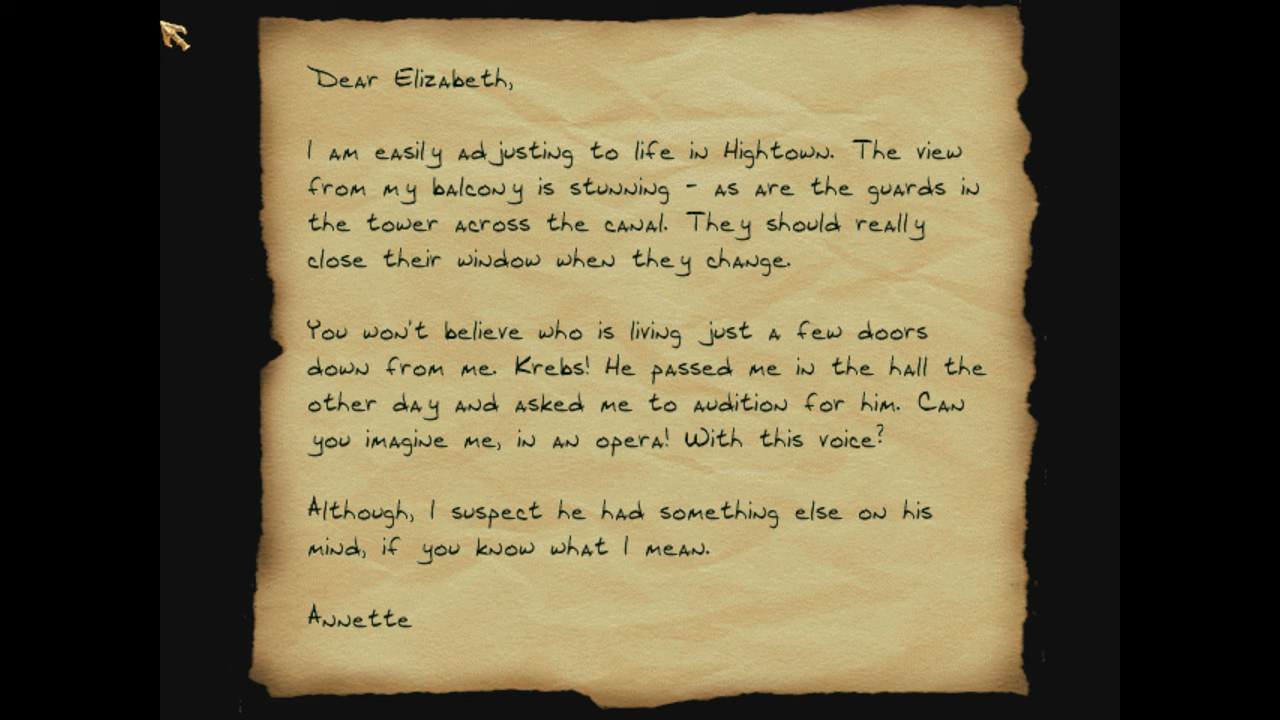 Dear Elizabeth,
I am easily adjusting to life in Hightown. The view
from my balcony is stunning - as are the guards in
the tower across the canal. They should really
close their window when they change.
You won't believe who is living just a few doors
down from me. Krebs! He passed me in the hall the
other day and asked me to audition for him. Can
you imagine me, in an opera! With this voice?
Although, I suspect he had something else on his
mind, if you know what I mean.
Annette